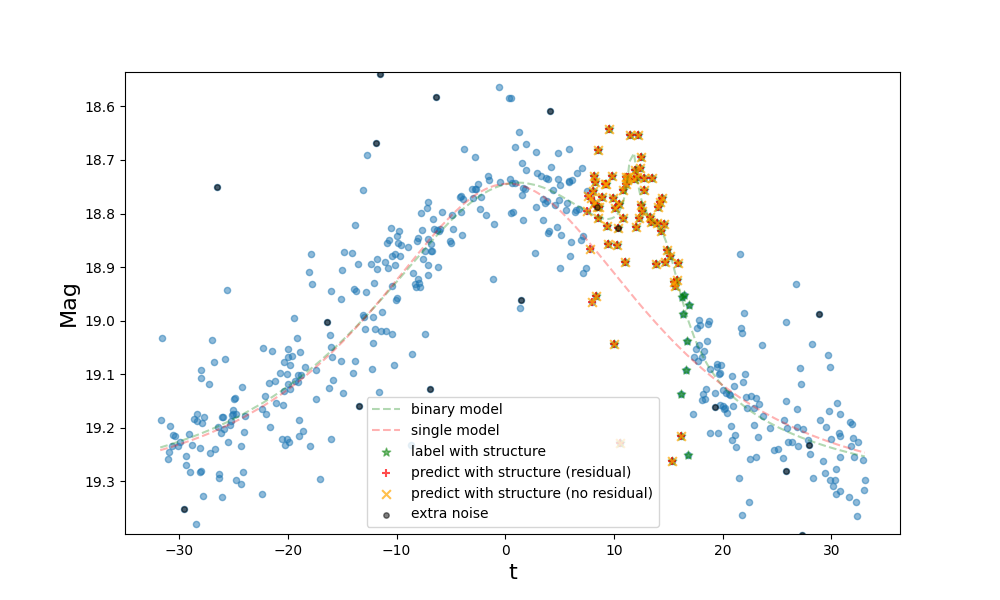 Mag
18.6
18.7
18.8
18.9
19.0
19.1
19.2
19.3
binary model
single model
label with structure
predict with structure (residual)
predict with structure (no residual)
extra noise
−30 −20 −10 0 10 20 30
t